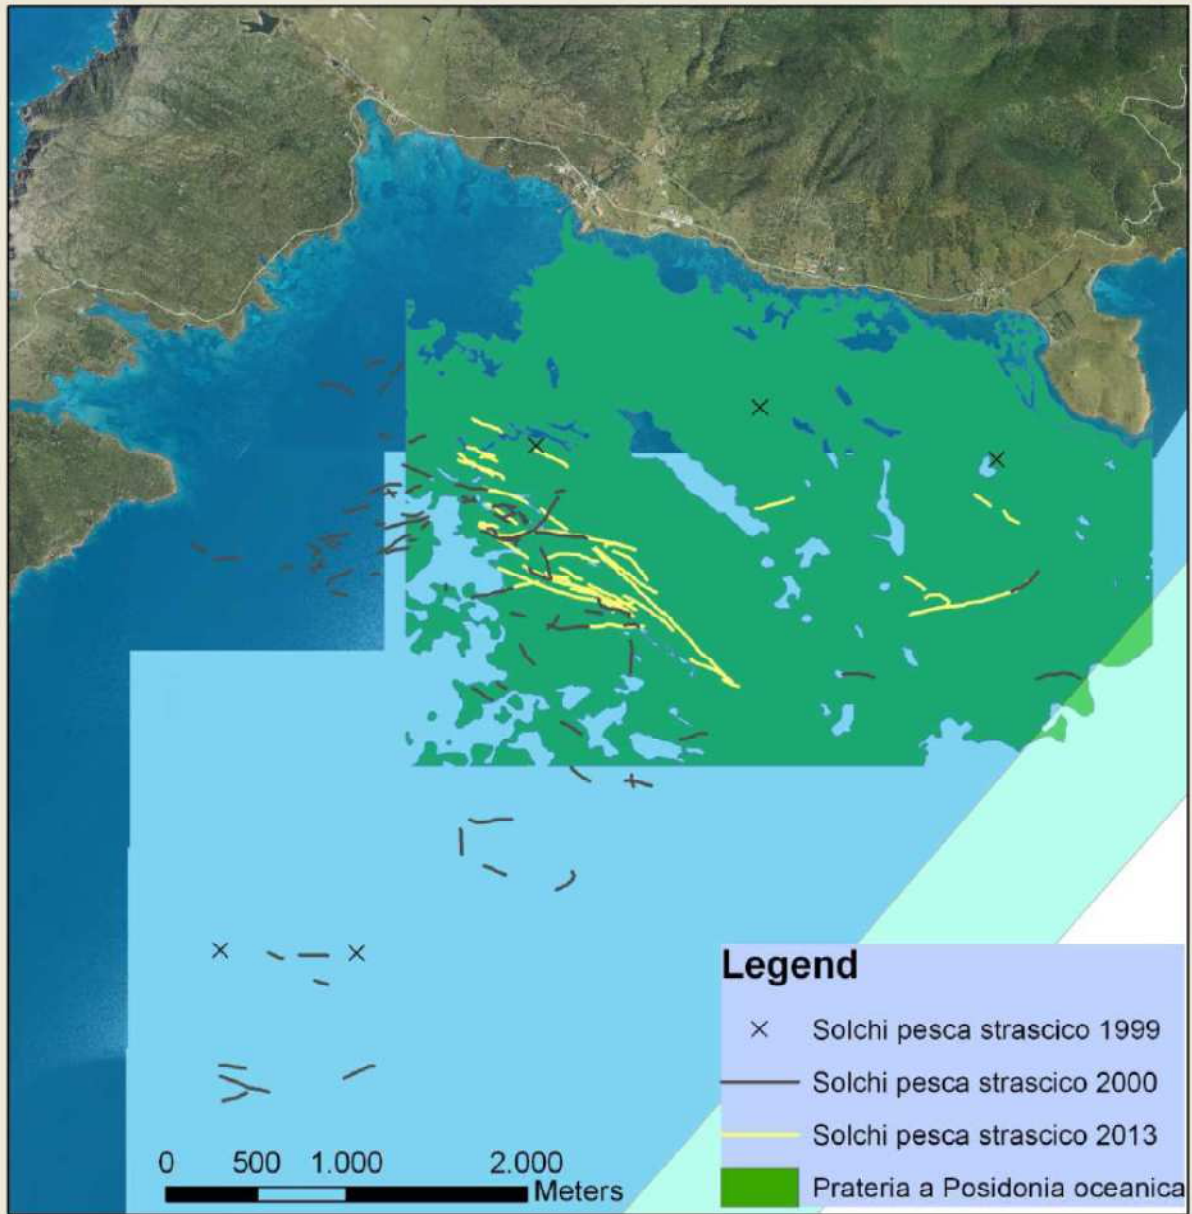 Legend
Solchi pesca strascico 1999
Solchi pesca strascico 2000
Solchi pesca strascico 2013
Prateria a Posidonia oceanica
0 500 1.000 2.000
Meters